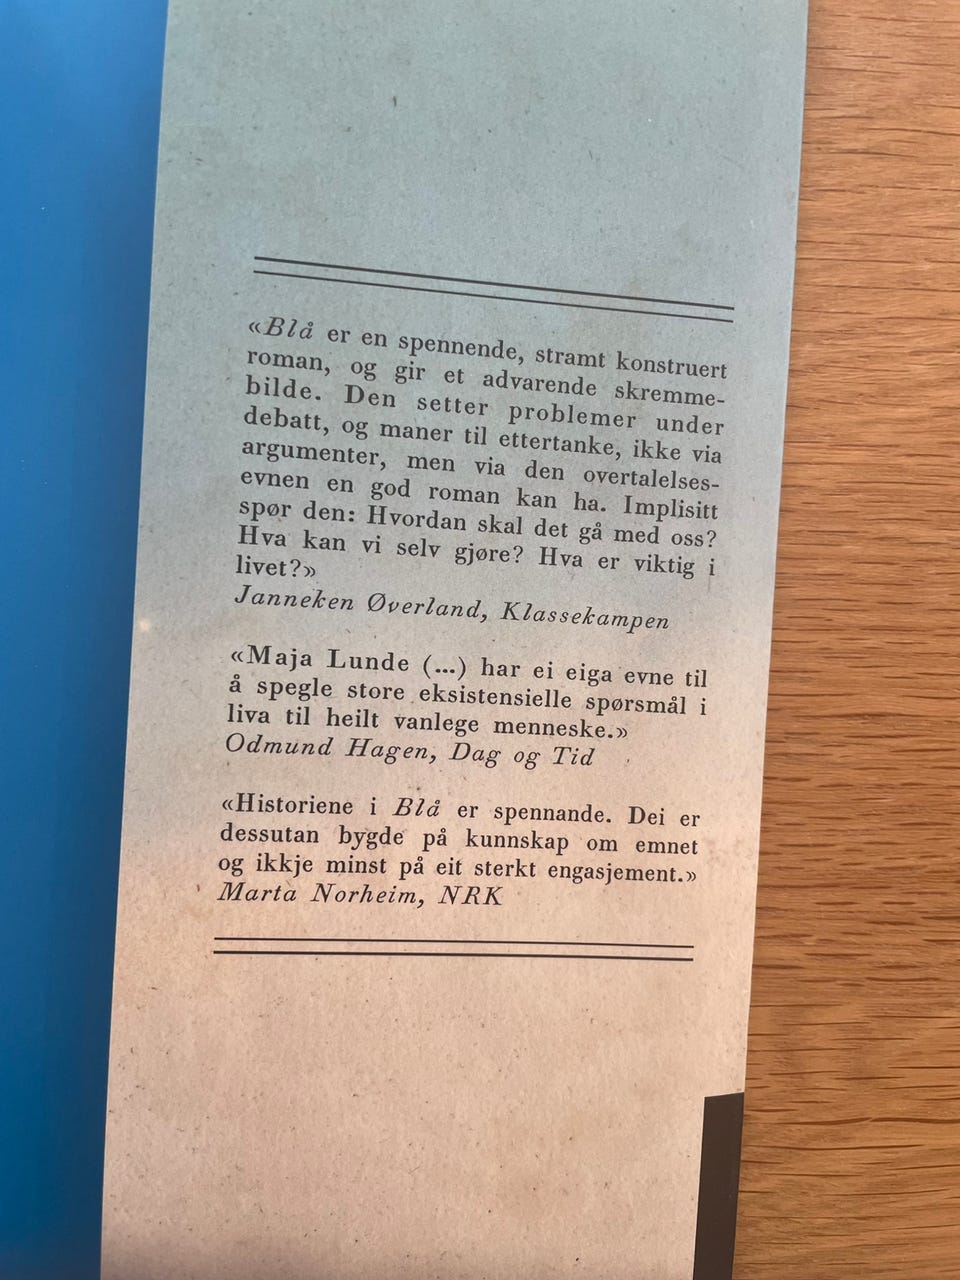 «Blå er en spennende, stramt konstruert
roman, og gir et advarende skremme-
bilde. Den setter problemer under
debatt, og maner til ettertanke, ikke via
argumenter, men via den overtalelses-
evnen en god roman kan ha. Implisitt
spør den: Hvordan skal det gå med oss?
Hva kan vi selv gjøre? Hva er viktig i
livet?»
Janneken Øverland, Klassekampen
«Maja Lunde (...) har ei eiga evne til
å spegle store eksistensielle spørsmål i
liva til heilt vanlege menneske.»
Odmund Hagen, Dag og Tid
«Historiene i Blå er spennande. Dei er
dessutan bygde på kunnskap om emnet
og ikkje minst på eit sterkt engasjement.»
Marta Norheim, NRK